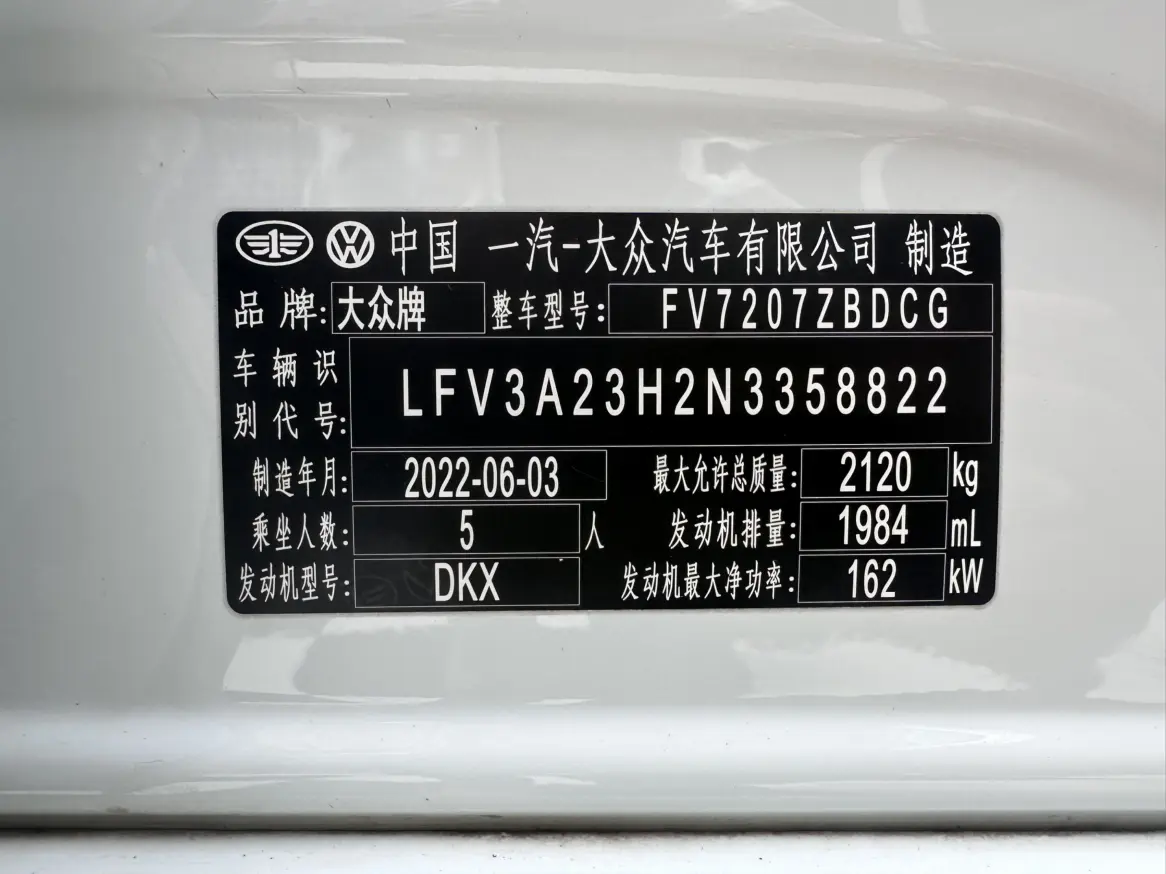 中国 一汽-大众汽车有限公司 制造
品牌: 大众牌 整车型号: FV7207ZBDCG
车辆识别代号: LFV3A23H2N3358822
制造年月: 2022-06-03 最大允许总质量: 2120 kg
乘坐人数: 5 人 发动机排量: 1984 mL
发动机型号: DKX 发动机最大净功率: 162 kW